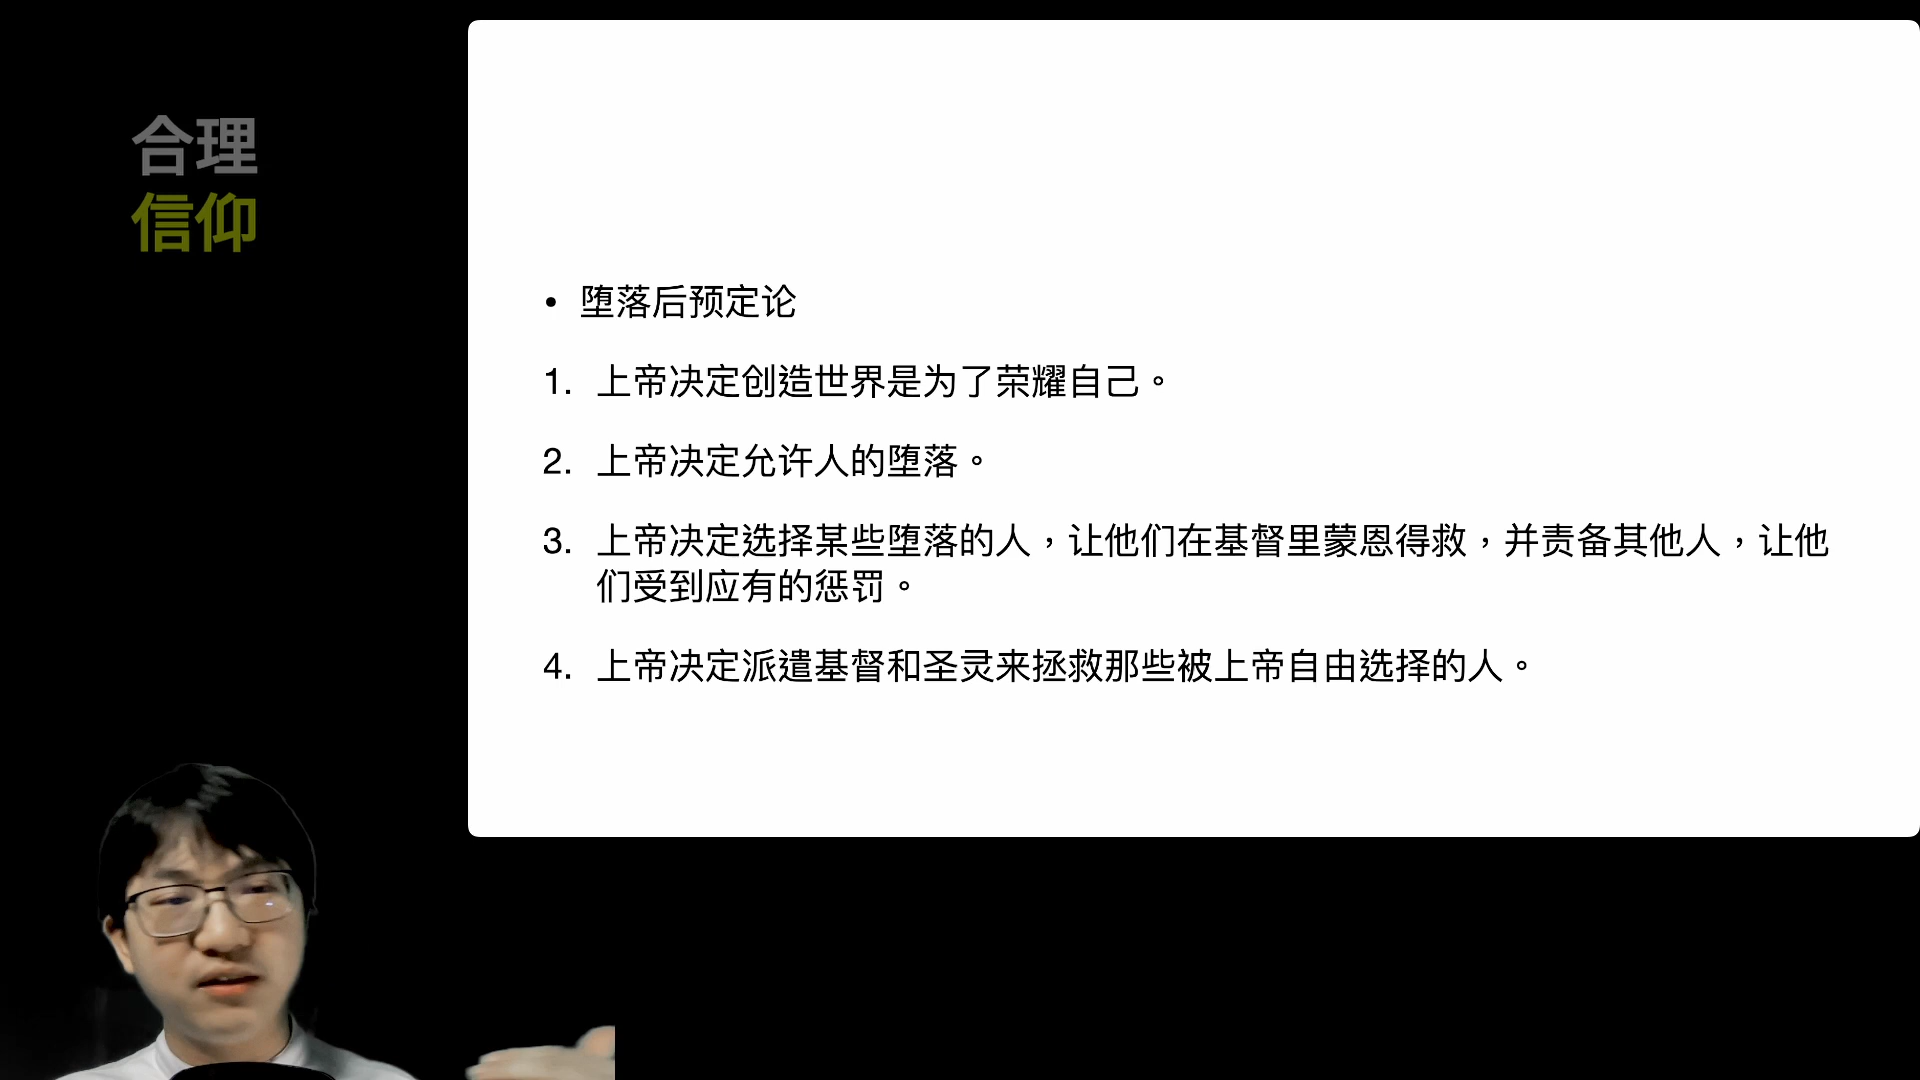 合理
信仰
• 堕落后预定论
1. 上帝决定创造世界是为了荣耀自己。
2. 上帝决定允许人的堕落。
3. 上帝决定选择某些堕落的人，让他们在基督里蒙恩得救，并责备其他人，让他
们受到应有的惩罚。
4. 上帝决定派遣基督和圣灵来拯救那些被上帝自由选择的人。